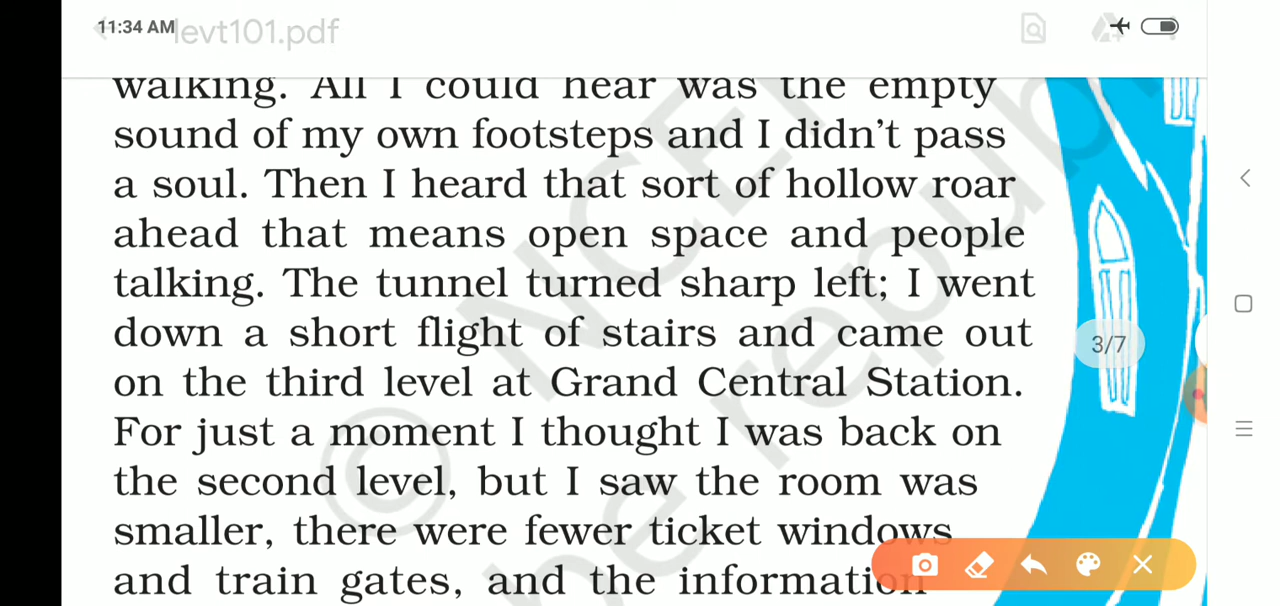 11:34 AM
levt101.pdf
walking. All I could hear was the empty
sound of my own footsteps and I didn't pass
a soul. Then I heard that sort of hollow roar
ahead that means open space and people
talking. The tunnel turned sharp left; I went
down a short flight of stairs and came out
on the third level at Grand Central Station.
For just a moment I thought I was back on
the second level, but I saw the room was
smaller, there were fewer ticket windows
and train gates, and the information
3/7